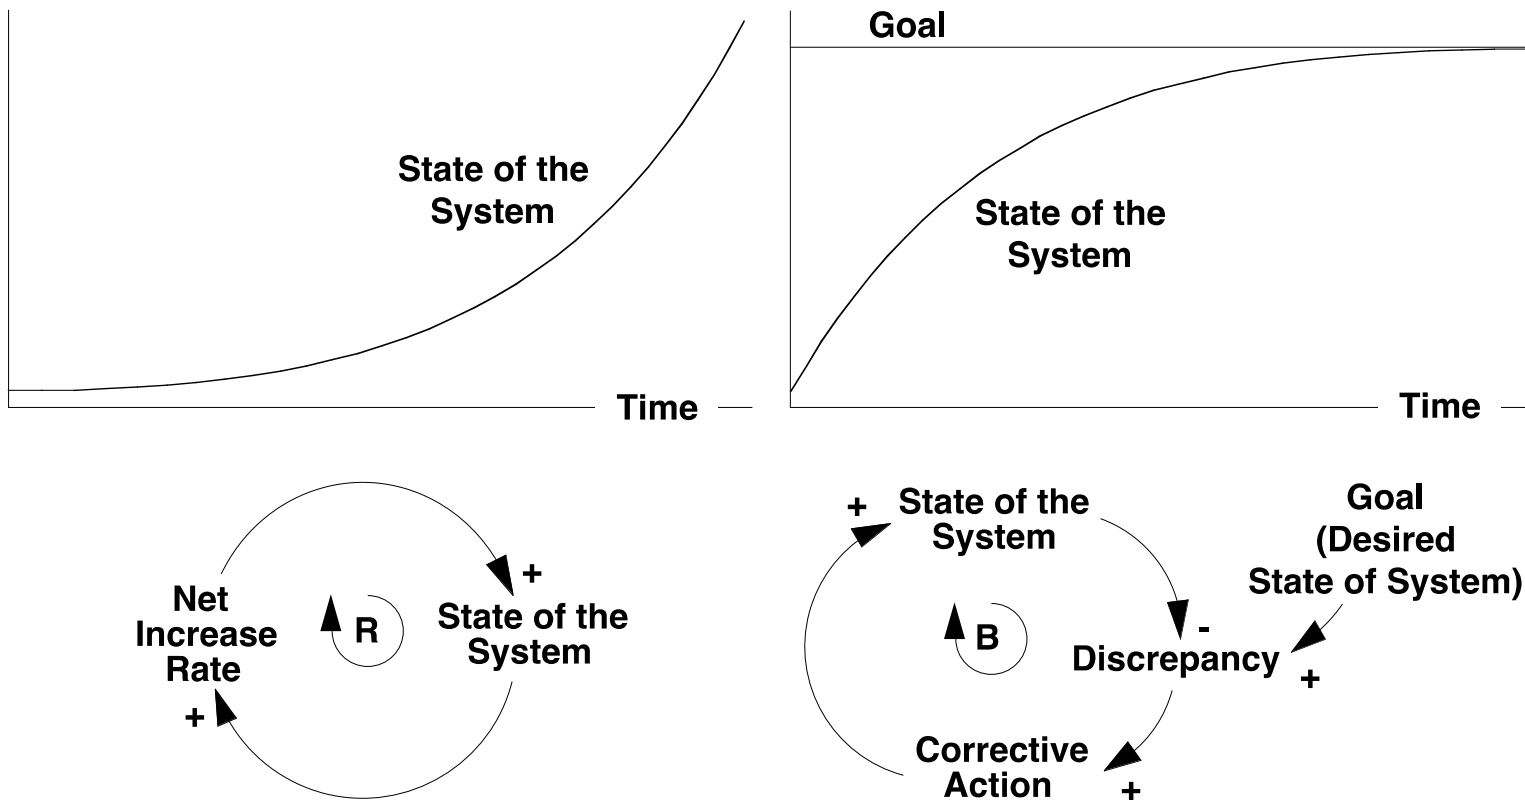 State of the
System
Time
Goal
State of the
System
Time
+
Net
Increase
Rate
R
State of the
System
+
+
State of the
System
Goal
(Desired
State of System)
B
-
Discrepancy
+
Corrective
Action
+